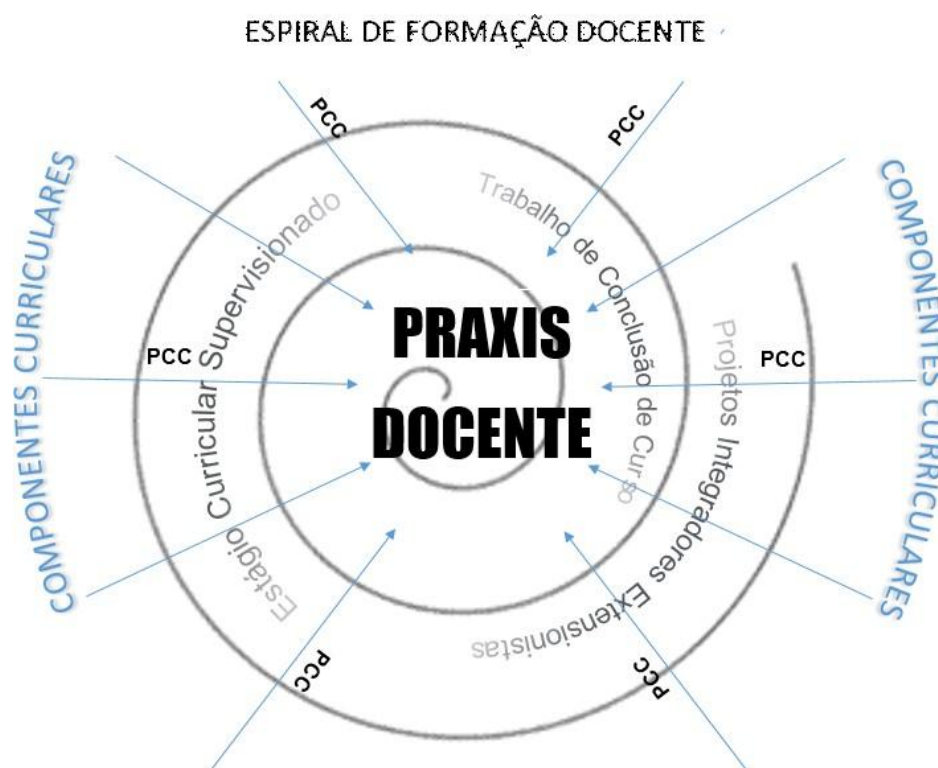 ESPIRAL DE FORMAÇÃO DOCENTE
PCC
PCC
COMPONENTES CURRICULARES
COMPONENTES CURRICULARES
Estágio Curricular Supervisionado
Trabalho de Conclusão de Curso
Projetos Integradores Extensionistas
PRAXIS
DOCENTE
PCC
PCC
PCC
PCC